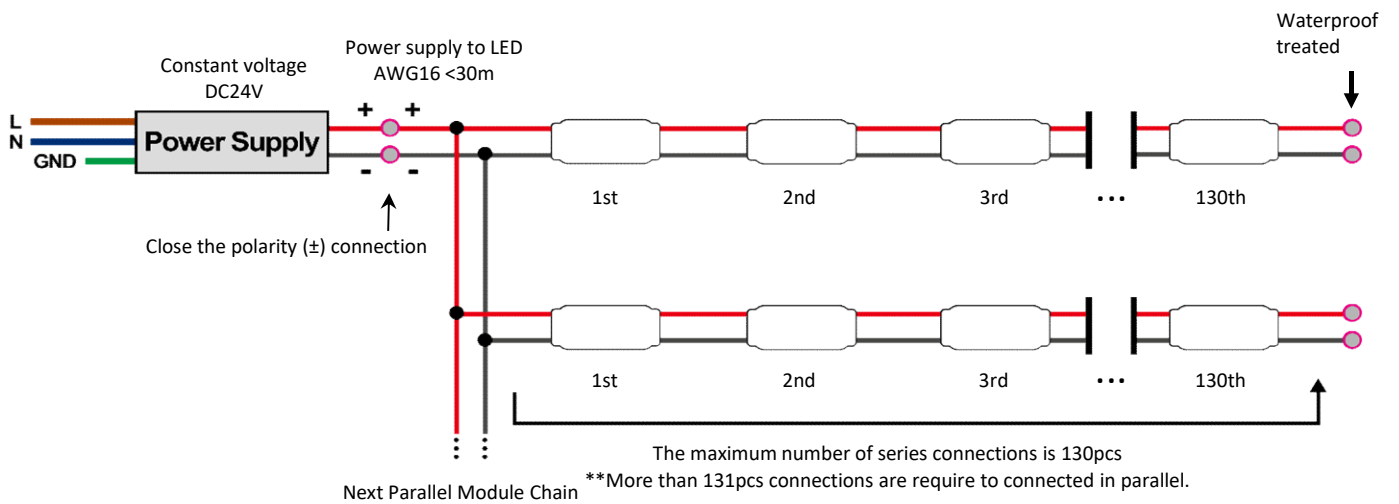 Waterproof
treated
Power supply to LED
AWG16 <30m
Constant voltage
DC24V
+ +
L
N
GND
Power Supply
- -
1st 2nd 3rd ... 130th
Close the polarity (±) connection
1st 2nd 3rd ... 130th
The maximum number of series connections is 130pcs
**More than 131pcs connections are require to connected in parallel.
Next Parallel Module Chain